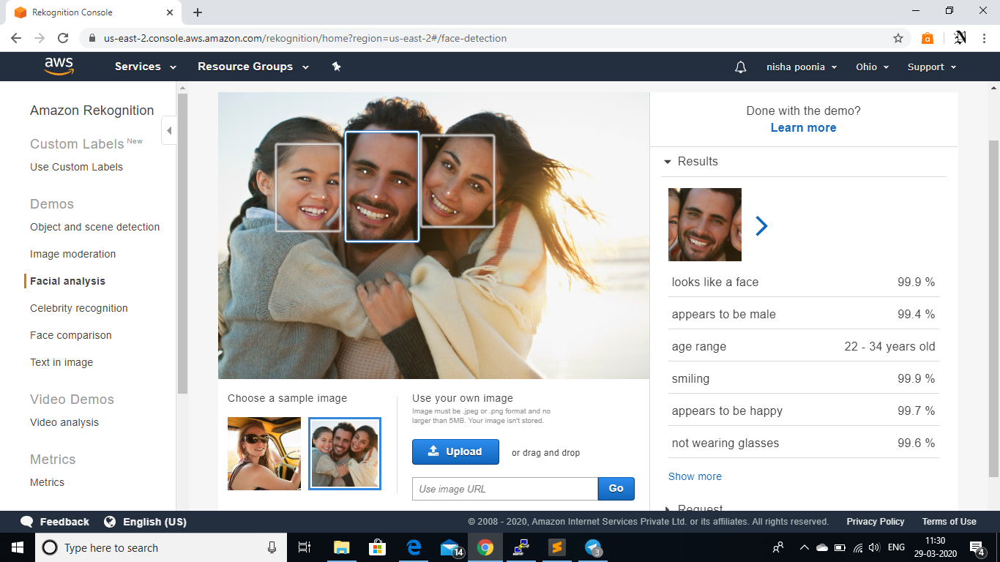 Rekognition Console
us-east-2.console.aws.amazon.com/rekognition/home?region=us-east-2#/face-detection
aws
Services
Resource Groups
nisha poonia
Ohio
Support
Amazon Rekognition
Custom Labels New
Use Custom Labels
Demos
Object and scene detection
Image moderation
Facial analysis
Celebrity recognition
Face comparison
Text in image
Video Demos
Video analysis
Metrics
Metrics
Choose a sample image
Use your own image
Image must be .jpeg or .png format and no
larger than 5MB. Your image isn't stored.
Upload
or drag and drop
Use image URL
Go
Done with the demo?
Learn more
Results
looks like a face 99.9 %
appears to be male 99.4 %
age range 22 - 34 years old
smiling 99.9 %
appears to be happy 99.7 %
not wearing glasses 99.6 %
Show more
Request
Feedback
English (US)
© 2008 - 2020, Amazon Internet Services Private Ltd. or its affiliates. All rights reserved.
Privacy Policy
Terms of Use
Type here to search
14
3
ENG
11:30
29-03-2020
4